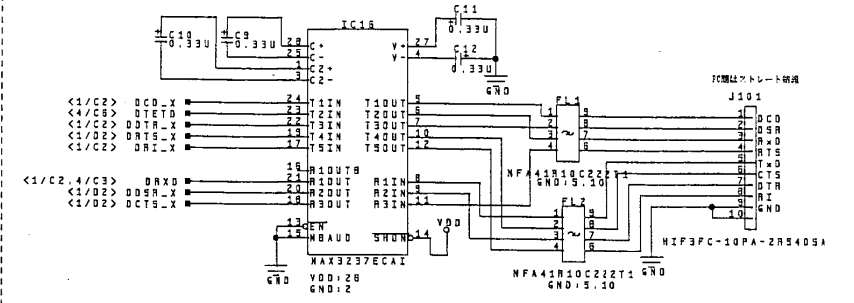 IC16
C11
0.33U
C10
0.33U
C9
0.33U
28 C+
25 C-
1 C2+
3 C2-
V+ 27
V- 4
C12
0.33U
GND
PC間はストレート結線
J101
<1/C2> DCD_X 24 T1IN T1OUT 5
<4/C6> DTETD 23 T2IN T2OUT 6
<1/D2> DDTR_X 22 T3IN T3OUT 7
<1/D2> DRTS_X 19 T4IN T4OUT 10
<1/C2> DRI_X 17 T5IN T5OUT 12
FL1
1 9
2 8
3 7
4 6
NFA41R10C222T1
GND:5.10
16 R1OUTB
<1/C2.4/C3> DRXD 21 R1OUT R1IN 8
<1/D2> DDSR_X 20 R2OUT R2IN 9
<1/D2> DCTS_X 18 R3OUT R3IN 11
FL2
1 9
2 8
3 7
4 6
NFA41R10C222T1
GND:5.10
13 EN
15 MBAUD
SHDN 14
VDD
GND
MAX3237ECAI
VDD:26
GND:2
1 DCD
2 DSR
3 RxD
4 RTS
5 TxD
6 CTS
7 DTR
8 RI
9 GND
10
GND
HIF3FC-10PA-2R54DSA